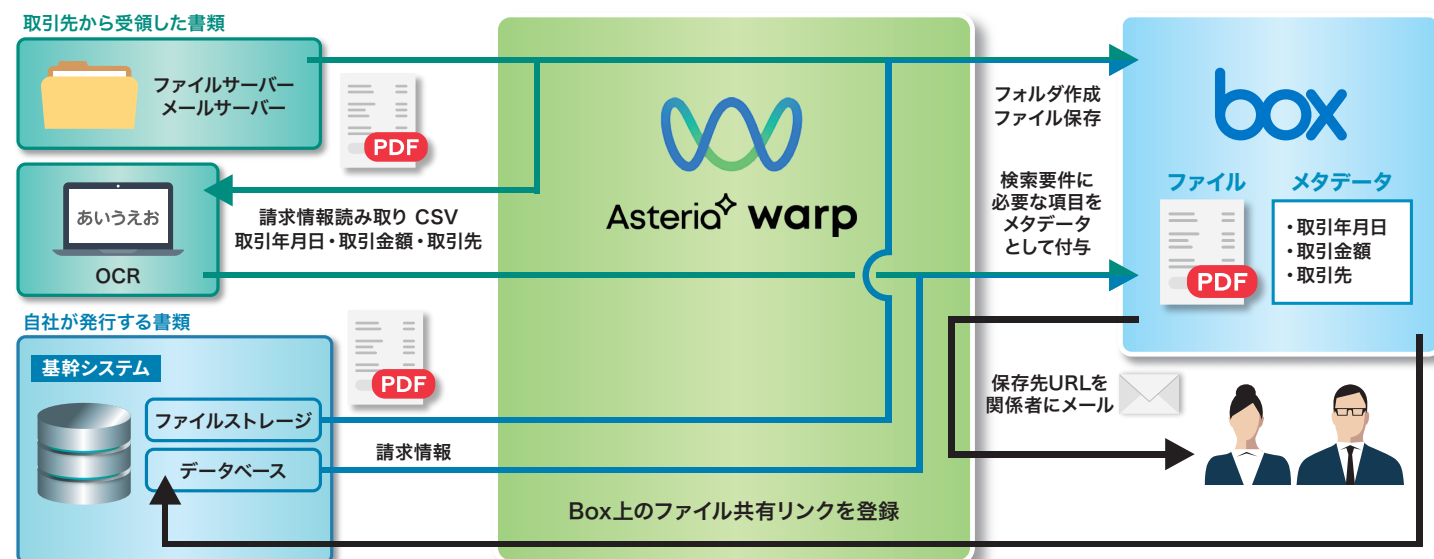 取引先から受領した書類
ファイルサーバー
メールサーバー
PDF
あいうえお
OCR
請求情報読み取り CSV
取引年月日・取引金額・取引先
自社が発行する書類
基幹システム
ファイルストレージ
データベース
PDF
請求情報
Asteria warp
Box上のファイル共有リンクを登録
フォルダ作成
ファイル保存
検索要件に
必要な項目を
メタデータ
として付与
box
ファイル
メタデータ
PDF
・取引年月日
・取引金額
・取引先
保存先URLを
関係者にメール